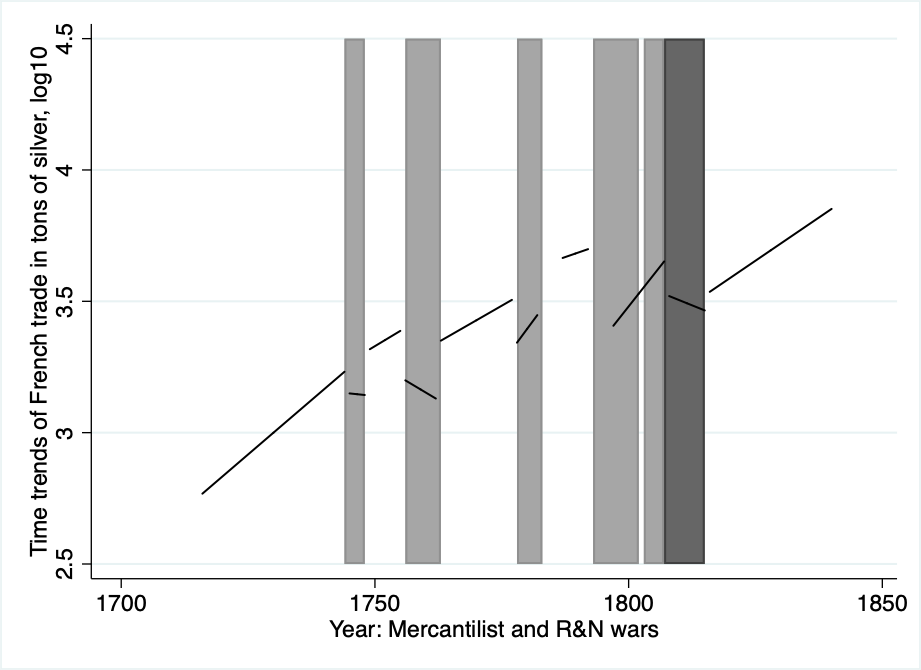 Time trends of French trade in tons of silver, log10
4.5
4
3.5
3
2.5
1700 1750 1800 1850
Year: Mercantilist and R&N wars